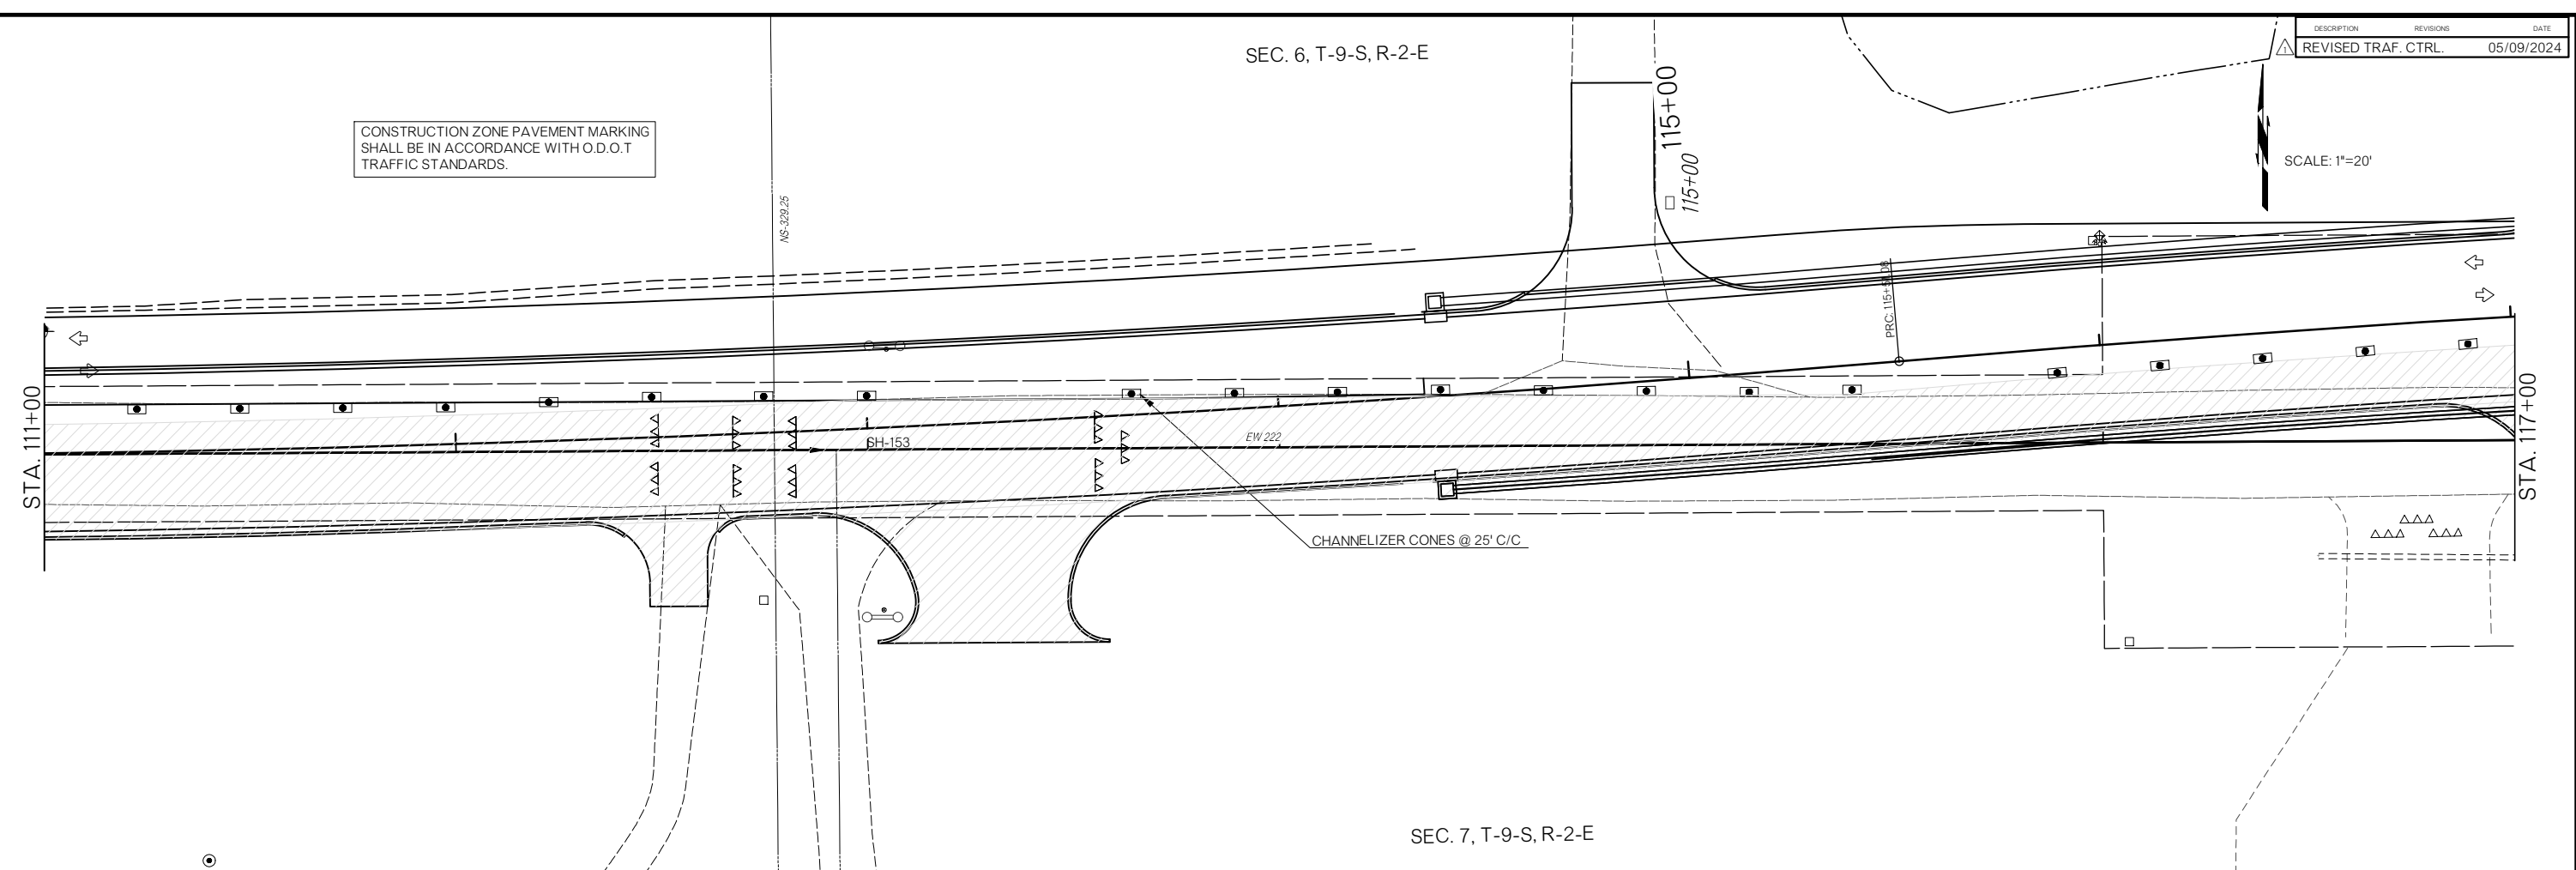 DESCRIPTION REVISIONS DATE
1 REVISED TRAF. CTRL. 05/09/2024
SEC. 6, T-9-S, R-2-E
CONSTRUCTION ZONE PAVEMENT MARKING
SHALL BE IN ACCORDANCE WITH O.D.O.T
TRAFFIC STANDARDS.
115+00
115+00
SCALE: 1"=20'
NS-329.25
STA. 111+00
SH-153
EW 222
STA. 117+00
CHANNELIZER CONES @ 25' C/C
SEC. 7, T-9-S, R-2-E